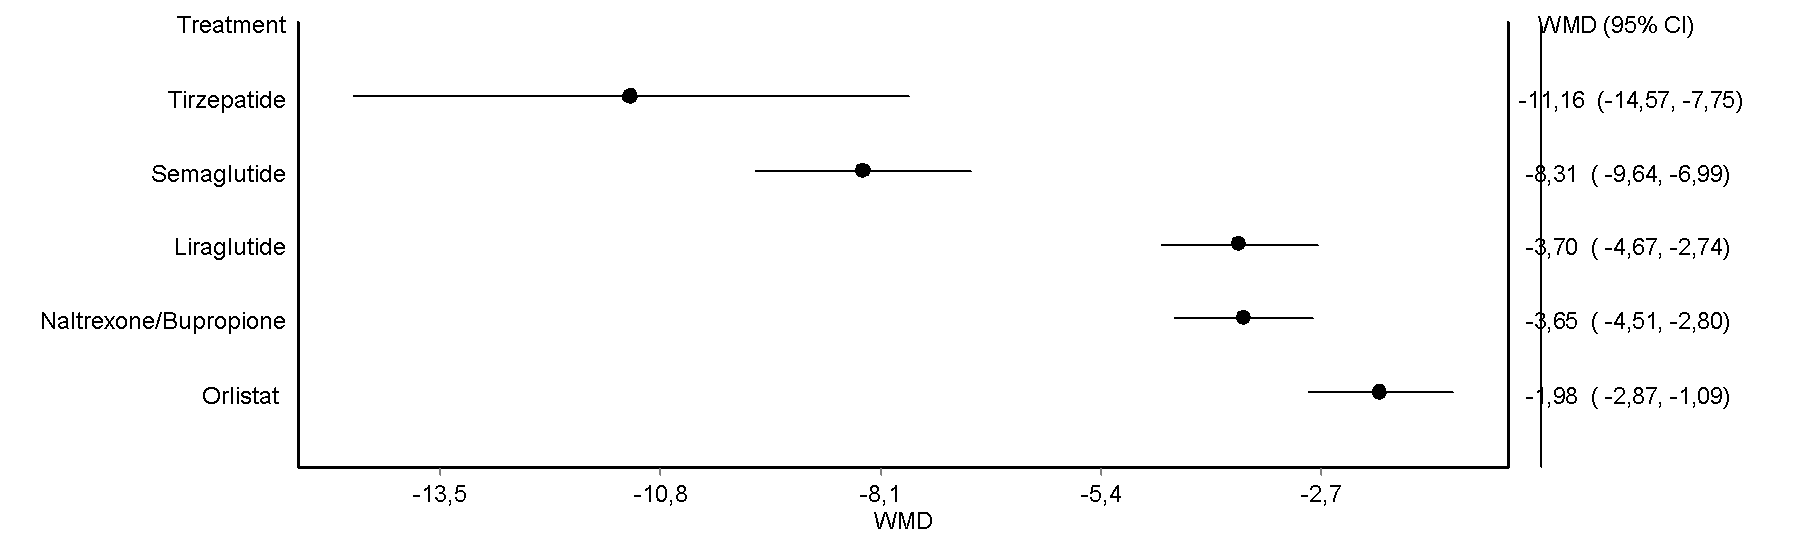 Treatment WMD (95% CI)
Tirzepatide -11,16 (-14,57, -7,75)
Semaglutide -8,31 ( -9,64, -6,99)
Liraglutide -3,70 ( -4,67, -2,74)
Naltrexone/Bupropione -3,65 ( -4,51, -2,80)
Orlistat -1,98 ( -2,87, -1,09)
-13,5 -10,8 -8,1 -5,4 -2,7
WMD